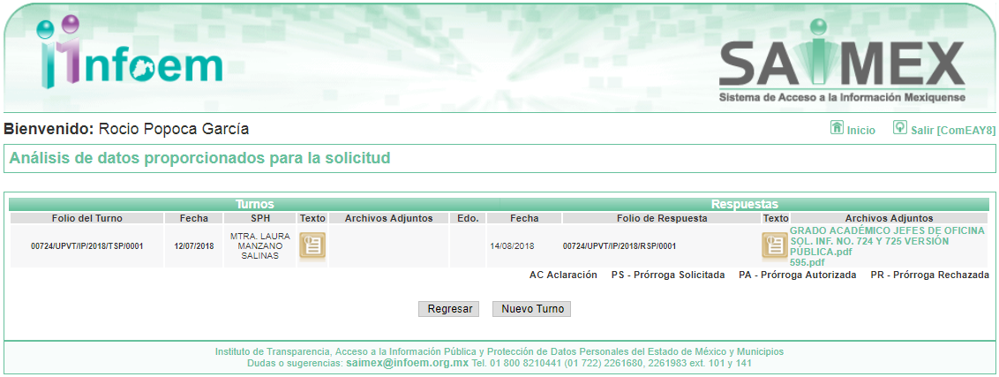 infoem
SAIMEX
Sistema de Acceso a la Información Mexiquense
Bienvenido: Rocio Popoca García
Inicio Salir [ComEAY8]
Análisis de datos proporcionados para la solicitud
Turnos Respuestas
Folio del Turno Fecha SPH Texto Archivos Adjuntos Edo. Fecha Folio de Respuesta Texto Archivos Adjuntos
00724/UPVT/IP/2018/TSP/0001 12/07/2018 MTRA. LAURA MANZANO SALINAS 14/08/2018 00724/UPVT/IP/2018/RSP/0001 GRADO ACADÉMICO JEFES DE OFICINA
SOL. INF. NO. 724 Y 725 VERSIÓN
PÚBLICA.pdf
595.pdf
AC Aclaración PS - Prórroga Solicitada PA - Prórroga Autorizada PR - Prórroga Rechazada
Regresar Nuevo Turno
Instituto de Transparencia, Acceso a la Información Pública y Protección de Datos Personales del Estado de México y Municipios
Dudas o sugerencias: saimex@infoem.org.mx Tel. 01 800 8210441 (01 722) 2261680, 2261983 ext. 101 y 141